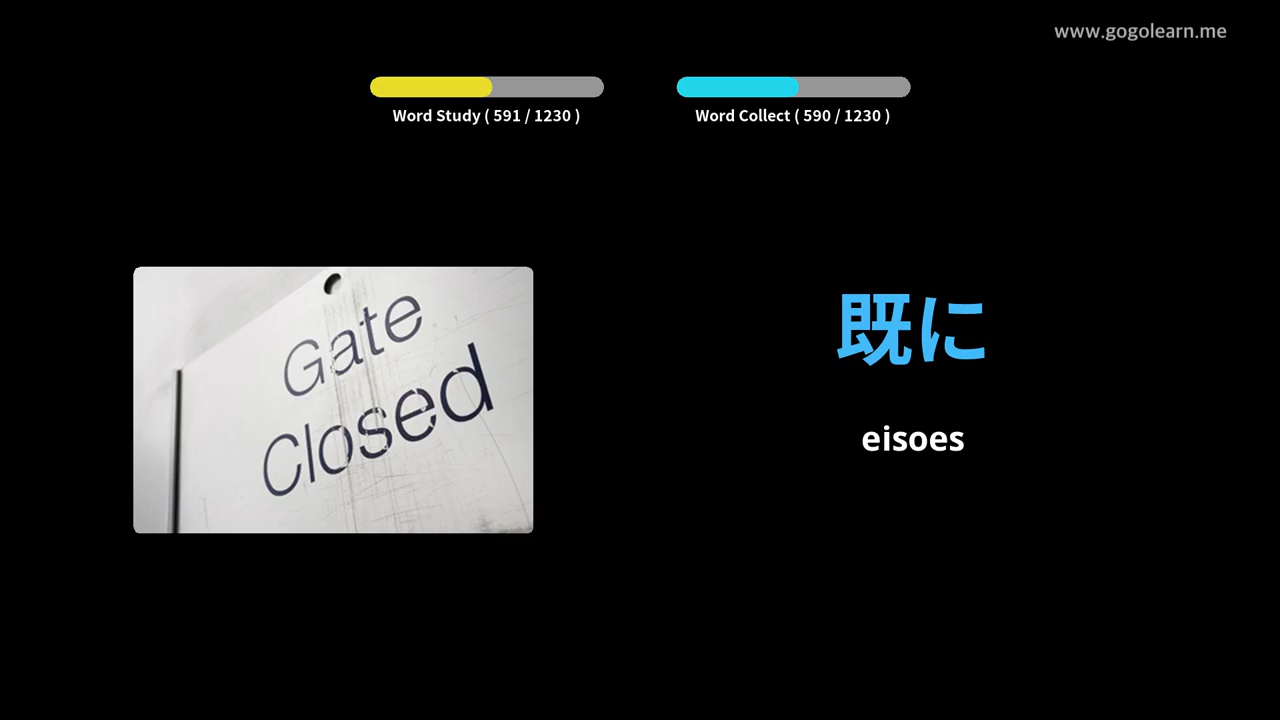 www.gogolearn.me
Word Study ( 591 / 1230 )
Word Collect ( 590 / 1230 )
Gate
Closed
既に
eisoes